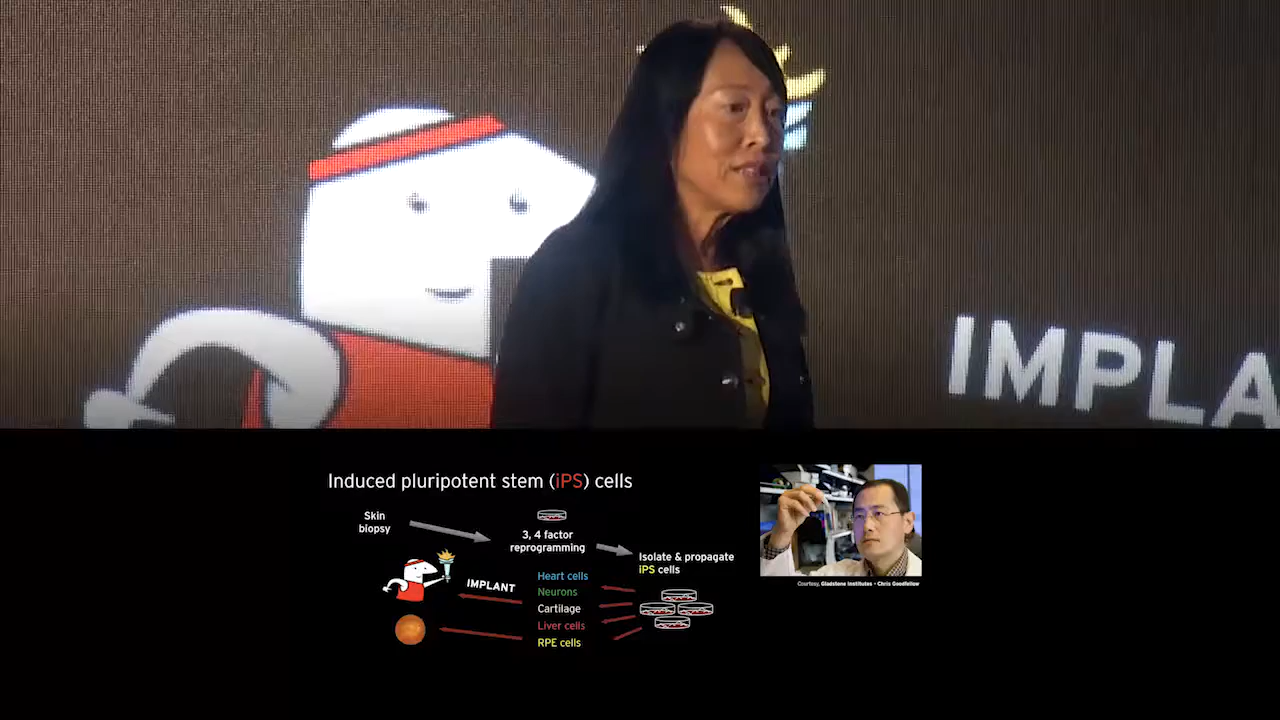 IMPLA
Induced pluripotent stem (iPS) cells
Skin
biopsy
3, 4 factor
reprogramming
Isolate & propagate
iPS cells
IMPLANT
Heart cells
Neurons
Cartilage
Liver cells
RPE cells
Courtesy, Gladstone Institutes - Chris Goodfellow